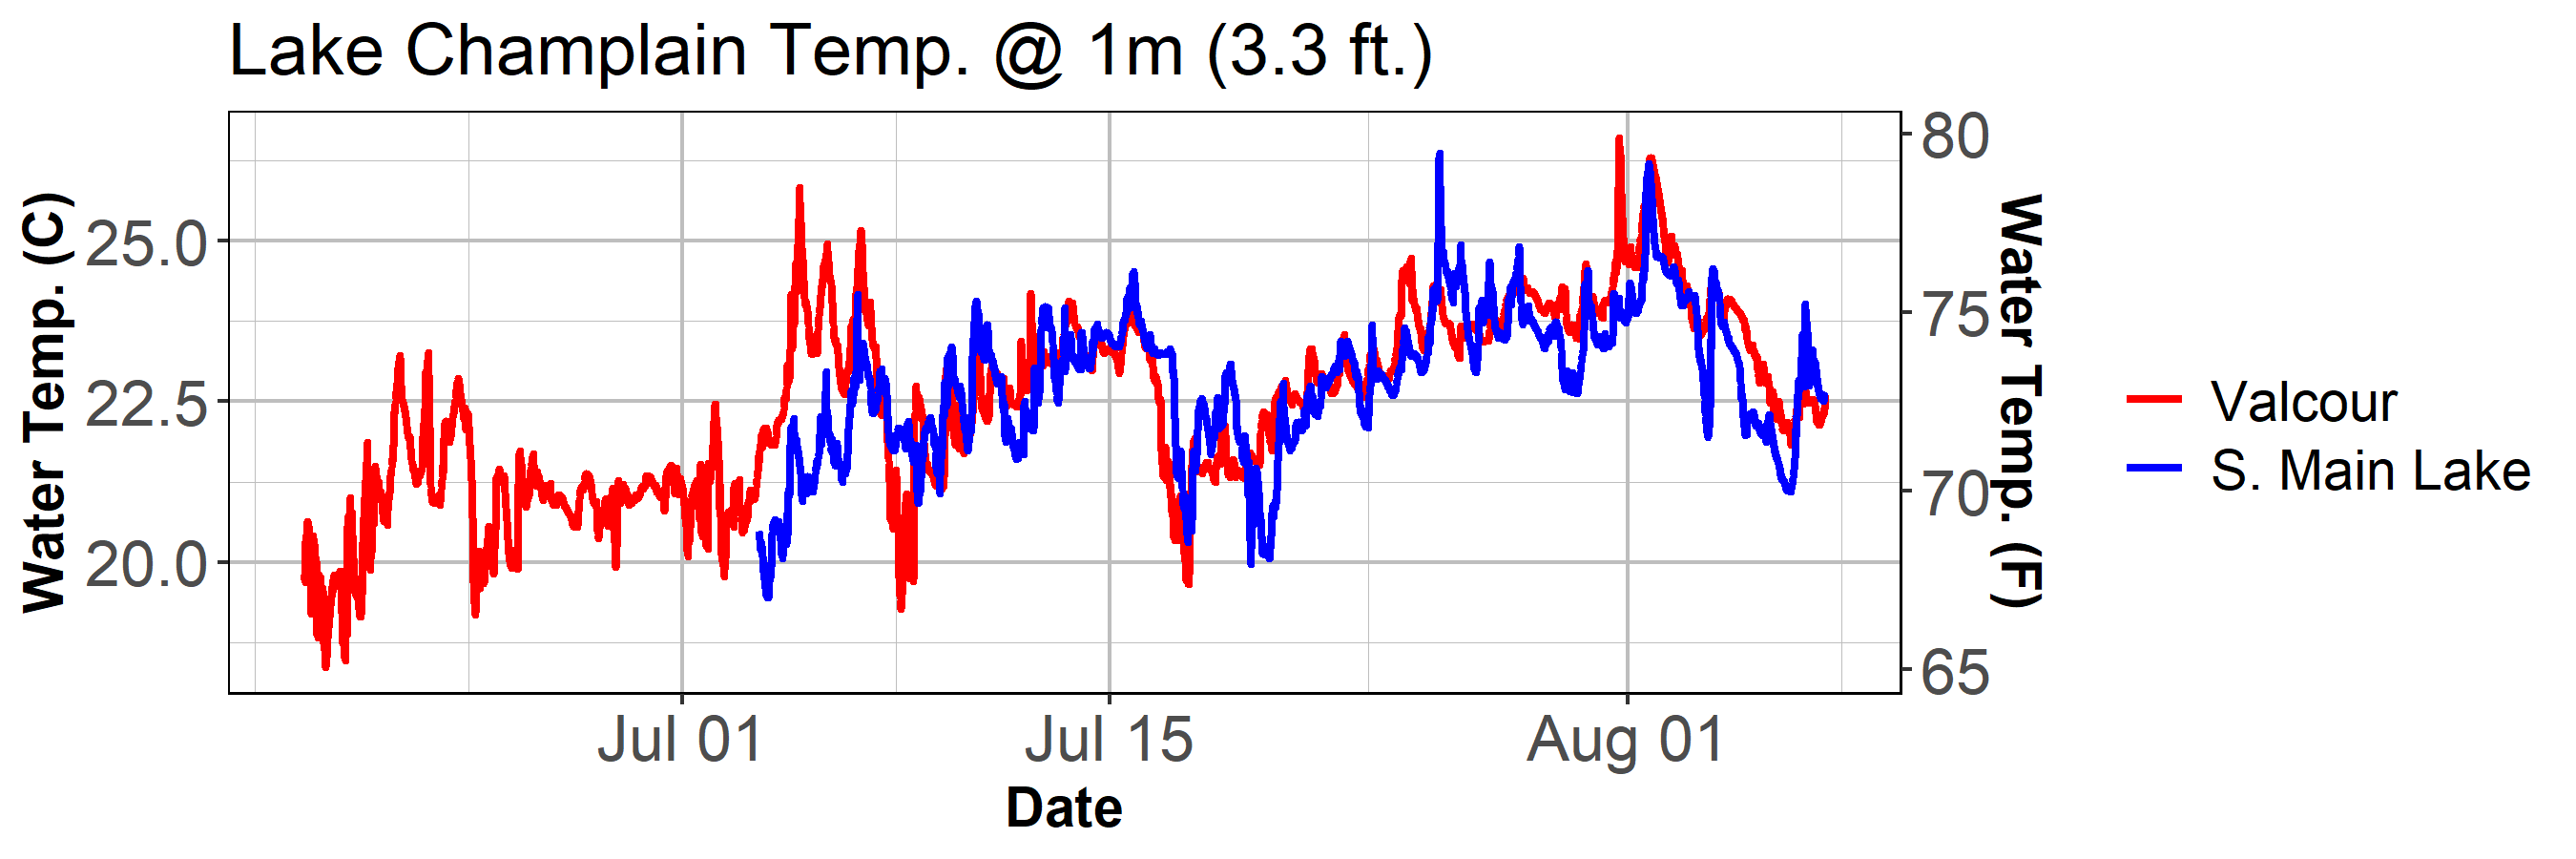 Lake Champlain Temp. @ 1m (3.3 ft.)
Water Temp. (C)
25.0
22.5
20.0
80
75
70
65
Water Temp. (F)
Jul 01
Jul 15
Aug 01
Date
Valcour
S. Main Lake